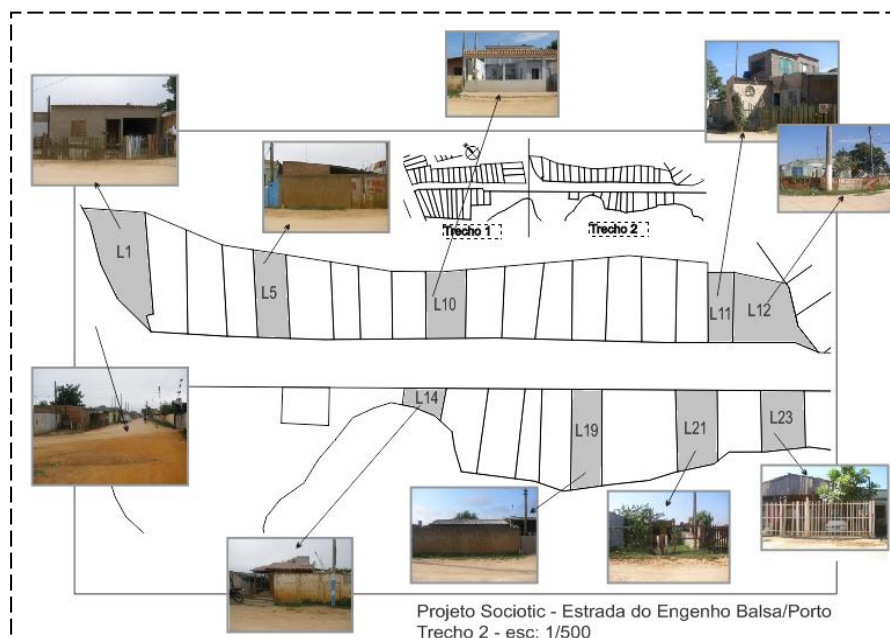 L1
L5
L10
L11
L12
Trecho 1
Trecho 2
L14
L19
L21
L23
Projeto Sociotic - Estrada do Engenho Balsa/Porto
Trecho 2 - esc: 1/500